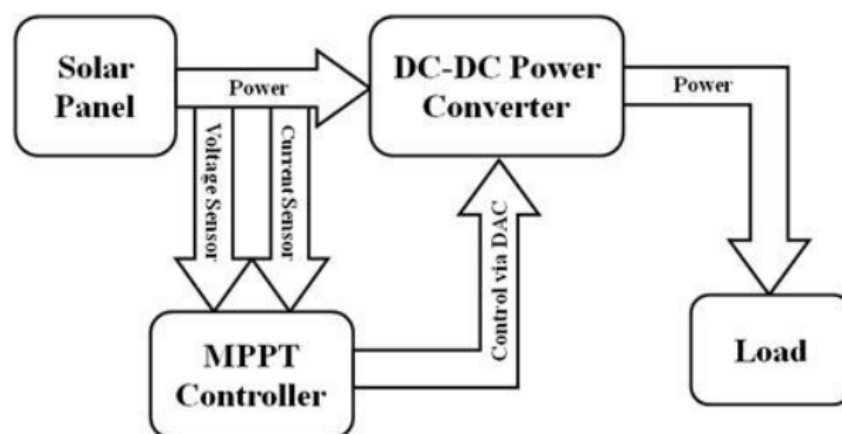 Solar
Panel
Power
DC-DC Power
Converter
Power
Voltage Sensor
Current Sensor
Control via DAC
MPPT
Controller
Load